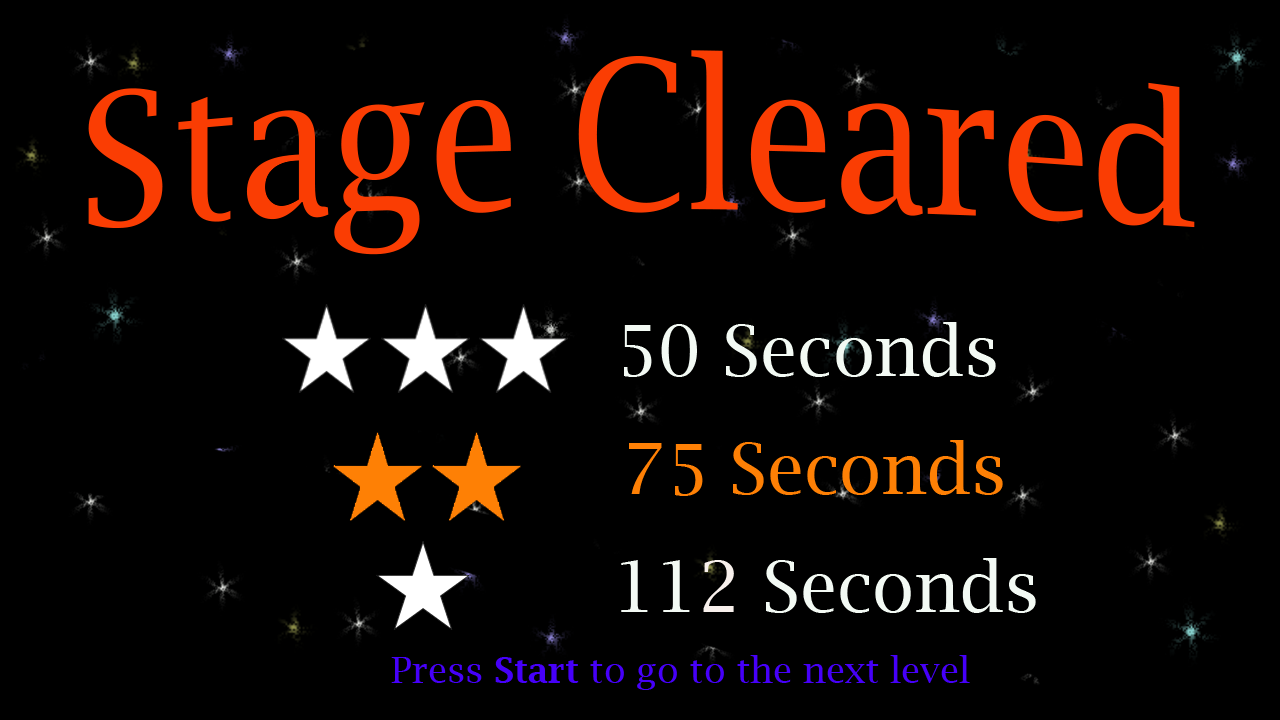 Stage Cleared
50 Seconds
75 Seconds
112 Seconds
Press Start to go to the next level